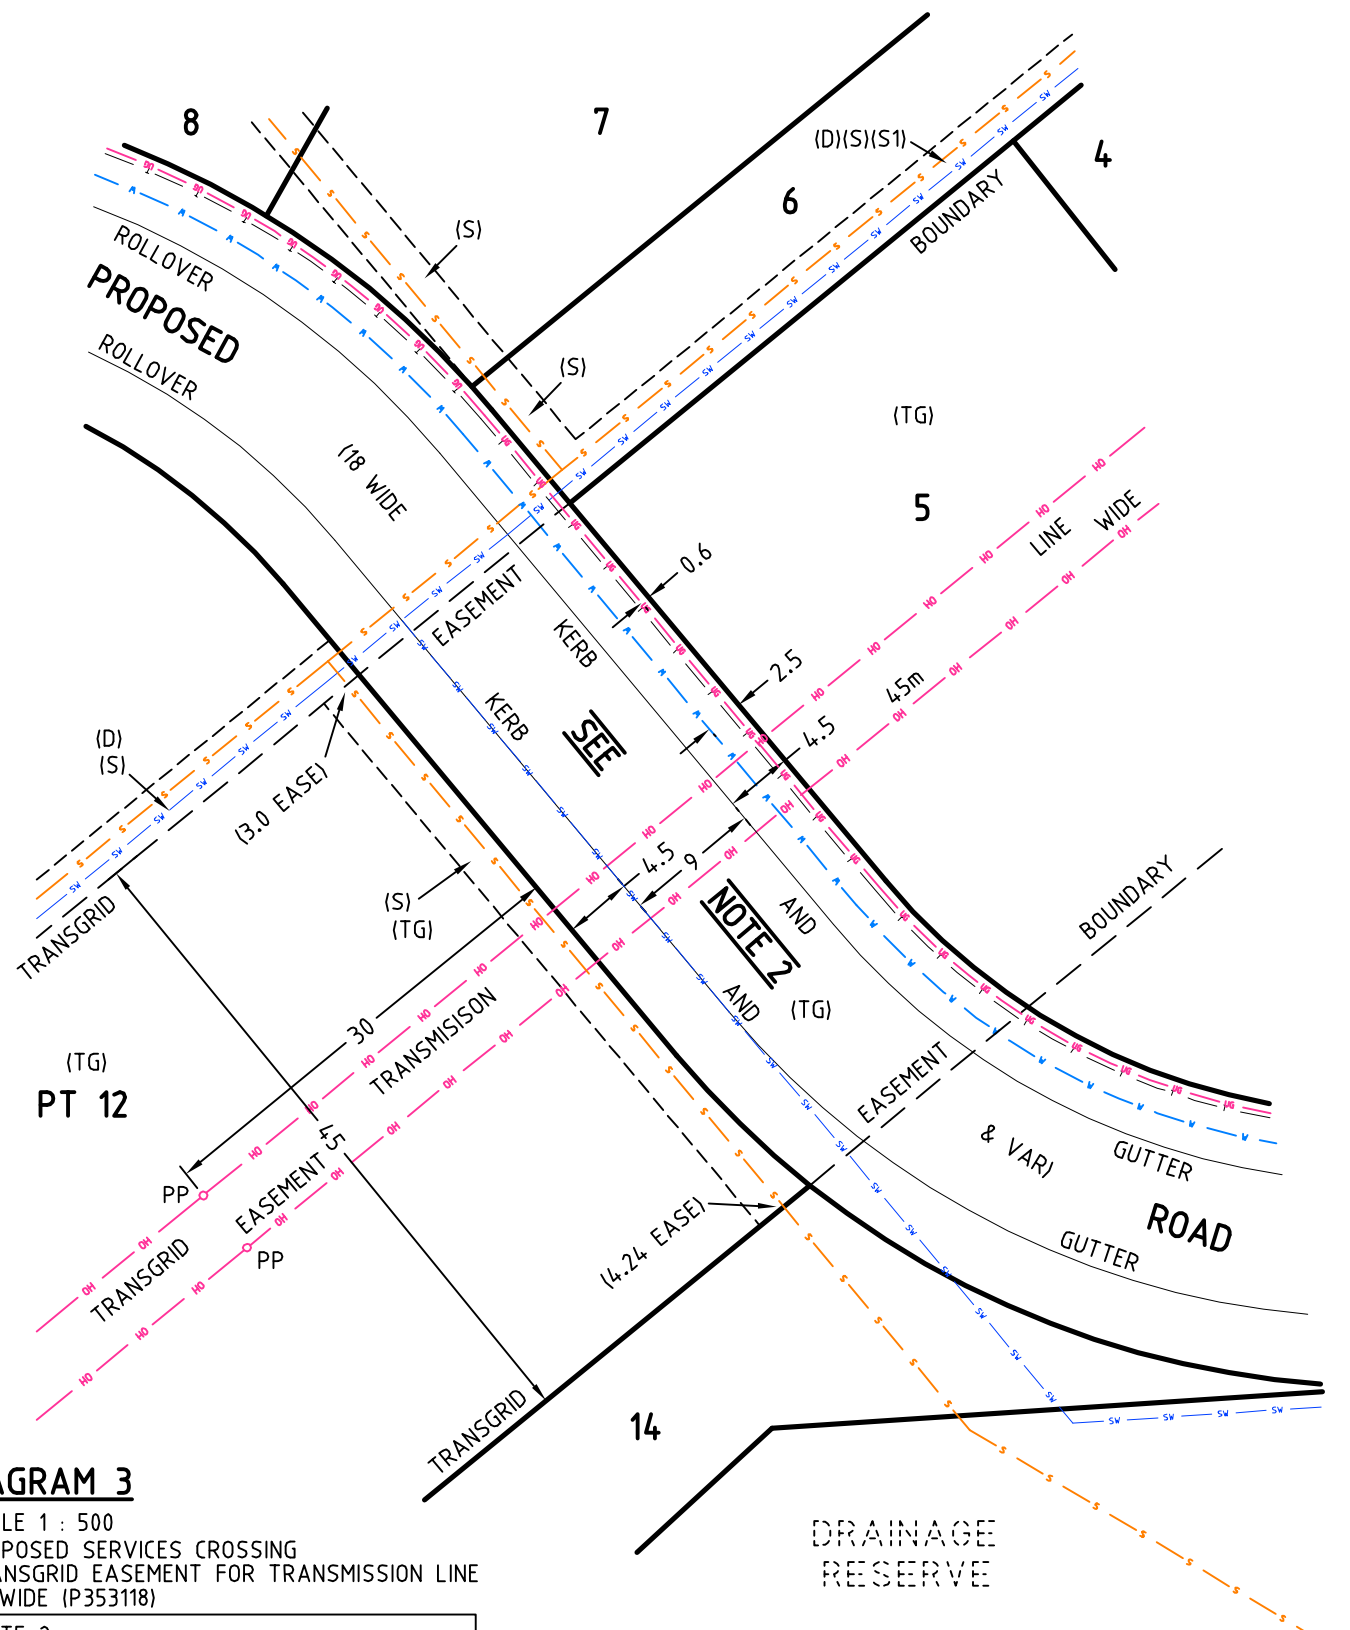 8
7
(D)(S)(S1)
4
6
BOUNDARY
(S)
ROLLOVER
PROPOSED
ROLLOVER
(S)
(TG)
(18 WIDE
5
LINE WIDE
0.6
EASEMENT
KERB
2.5
45m
KERB
SEE
4.5
(D)
(S)
(3.0 EASE)
4.5
9
(S)
(TG)
TRANSGRID
NOTE 2
AND
AND
(TG)
BOUNDARY
30
TRANSMISISON
(TG)
PT 12
EASEMENT
45
& VAR)
GUTTER
PP
EASEMENT
ROAD
GUTTER
PP
TRANSGRID
(4.24 EASE)
TRANSGRID
14
AGRAM 3
LE 1 : 500
POSED SERVICES CROSSING
ANSGRID EASEMENT FOR TRANSMISSION LINE
WIDE (P353118)
DRAINAGE
RESERVE